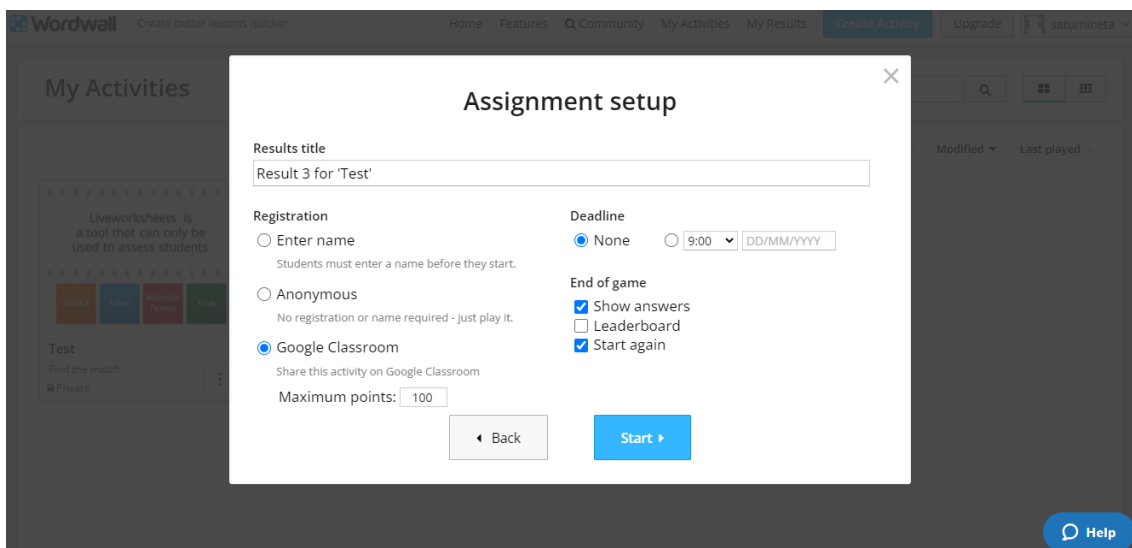 Wordwall Create better lessons quicker Home Features Community My Activities My Results Create Activity Upgrade saturnineta
My Activities
Modified Last played
Liveworksheets is
a tool that can only be
used to assess students
False Microsoft Teams True
Test
Find the match
Private
Assignment setup
Results title
Result 3 for 'Test'
Registration
Enter name
Students must enter a name before they start.
Anonymous
No registration or name required - just play it.
Google Classroom
Share this activity on Google Classroom
Maximum points: 100
Deadline
None 9:00 DD/MM/YYYY
End of game
Show answers
Leaderboard
Start again
Back Start
Help